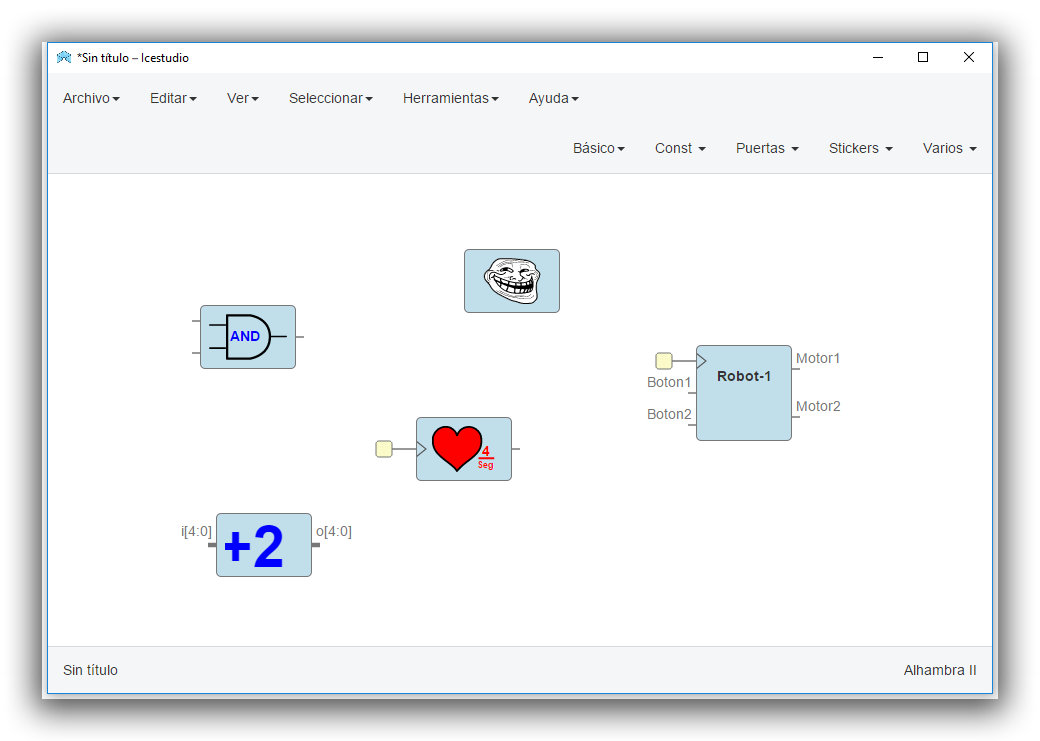 *Sin título – Icestudio
Archivo Editar Ver Seleccionar Herramientas Ayuda
Básico Const Puertas Stickers Varios
AND
Robot-1
Boton1
Boton2
Motor1
Motor2
4
Seg
i[4:0]
+2
o[4:0]
Sin título
Alhambra II